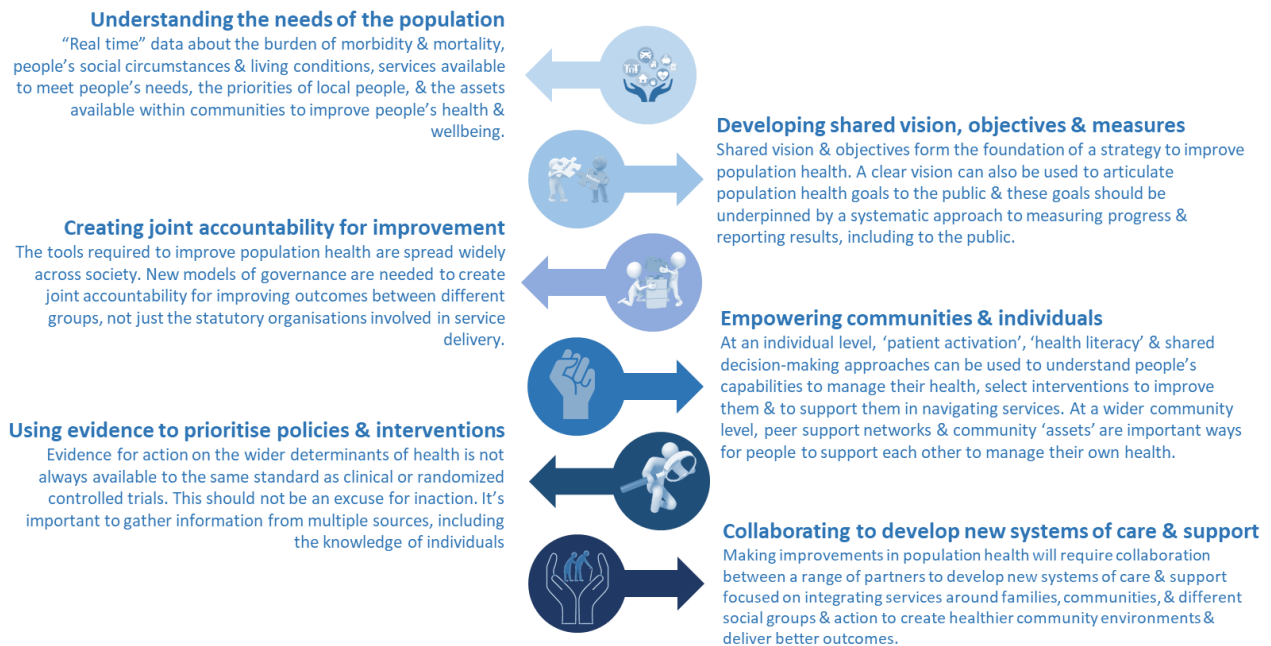 Understanding the needs of the population
“Real time” data about the burden of morbidity & mortality,
people’s social circumstances & living conditions, services available
to meet people’s needs, the priorities of local people, & the assets
available within communities to improve people’s health &
wellbeing.
Developing shared vision, objectives & measures
Shared vision & objectives form the foundation of a strategy to improve
population health. A clear vision can also be used to articulate
population health goals to the public & these goals should be
underpinned by a systematic approach to measuring progress &
reporting results, including to the public.
Creating joint accountability for improvement
The tools required to improve population health are spread widely
across society. New models of governance are needed to create
joint accountability for improving outcomes between different
groups, not just the statutory organisations involved in service
delivery.
Empowering communities & individuals
At an individual level, ‘patient activation’, ‘health literacy’ & shared
decision-making approaches can be used to understand people’s
capabilities to manage their health, select interventions to improve
them & to support them in navigating services. At a wider community
level, peer support networks & community ‘assets’ are important ways
for people to support each other to manage their own health.
Using evidence to prioritise policies & interventions
Evidence for action on the wider determinants of health is not
always available to the same standard as clinical or randomized
controlled trials. This should not be an excuse for inaction. It’s
important to gather information from multiple sources, including
the knowledge of individuals
Collaborating to develop new systems of care & support
Making improvements in population health will require collaboration
between a range of partners to develop new systems of care & support
focused on integrating services around families, communities, & different
social groups & action to create healthier community environments &
deliver better outcomes.